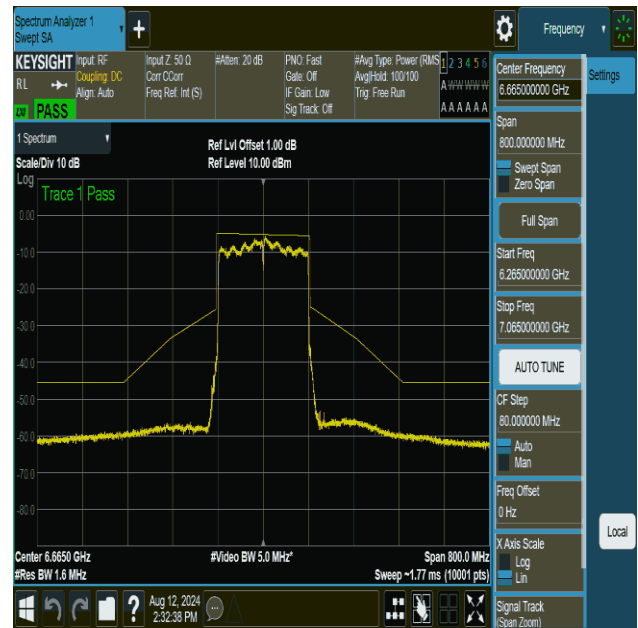 Spectrum Analyzer 1
Swept SA
Frequency
KEYSIGHT
Input: RF
Coupling: DC
Align: Auto
RL
LXI PASS
Input Z: 50 Ω
Corr CCorr
Freq Ref: Int (S)
#Atten: 20 dB
PNO: Fast
Gate: Off
IF Gain: Low
Sig Track: Off
#Avg Type: Power (RMS
Avg|Hold: 100/100
Trig: Free Run
1 2 3 4 5 6
A W W W W W
A A A A A A
1 Spectrum
Scale/Div 10 dB
Ref Lvl Offset 1.00 dB
Ref Level 10.00 dBm
Log
Trace 1 Pass
0.00
-10.0
-20.0
-30.0
-40.0
-50.0
-60.0
-70.0
-80.0
Center 6.6650 GHz
#Res BW 1.6 MHz
#Video BW 5.0 MHz*
Span 800.0 MHz
Sweep ~1.77 ms (10001 pts)
Aug 12, 2024
2:32:38 PM
Center Frequency
6.665000000 GHz
Span
800.000000 MHz
Swept Span
Zero Span
Full Span
Start Freq
6.265000000 GHz
Stop Freq
7.065000000 GHz
AUTO TUNE
CF Step
80.000000 MHz
Auto
Man
Freq Offset
0 Hz
X Axis Scale
Log
Lin
Signal Track
(Span Zoom)
Settings
Local